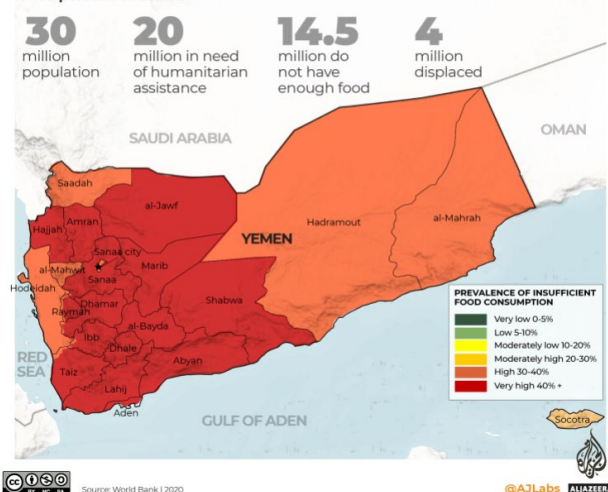 30
million
population
20
million in need
of humanitarian
assistance
14.5
million do
not have
enough food
4
million
displaced
SAUDI ARABIA
OMAN
Saadah
al-Jawf
Hajjah
Amran
Hadramout
al-Mahrah
YEMEN
Sanaa city
al-Mahwit
Marib
Sanaa
Hodeidah
Dhamar
Raymah
Shabwa
al-Bayda
Ibb
Dhale
RED
SEA
Taiz
Abyan
Lahij
Aden
GULF OF ADEN
PREVALENCE OF INSUFFICIENT
FOOD CONSUMPTION
Very low 0-5%
Low 5-10%
Moderately low 10-20%
Moderately high 20-30%
High 30-40%
Very high 40% +
Socotra
cc
Source: World Bank | 2020
@AJLabs
ALJAZEER